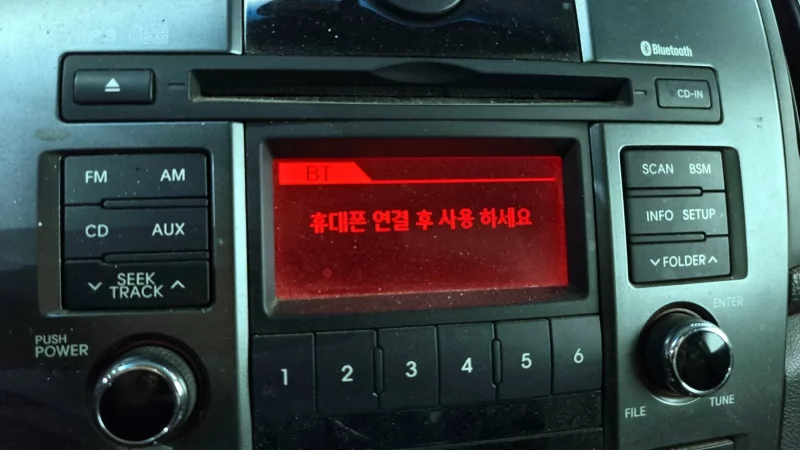 Bluetooth
CD-IN
FM AM
CD AUX
SEEK
TRACK
PUSH
POWER
휴대폰 연결 후 사용 하세요
1 2 3 4 5 6
SCAN BSM
INFO SETUP
FOLDER
ENTER
FILE TUNE